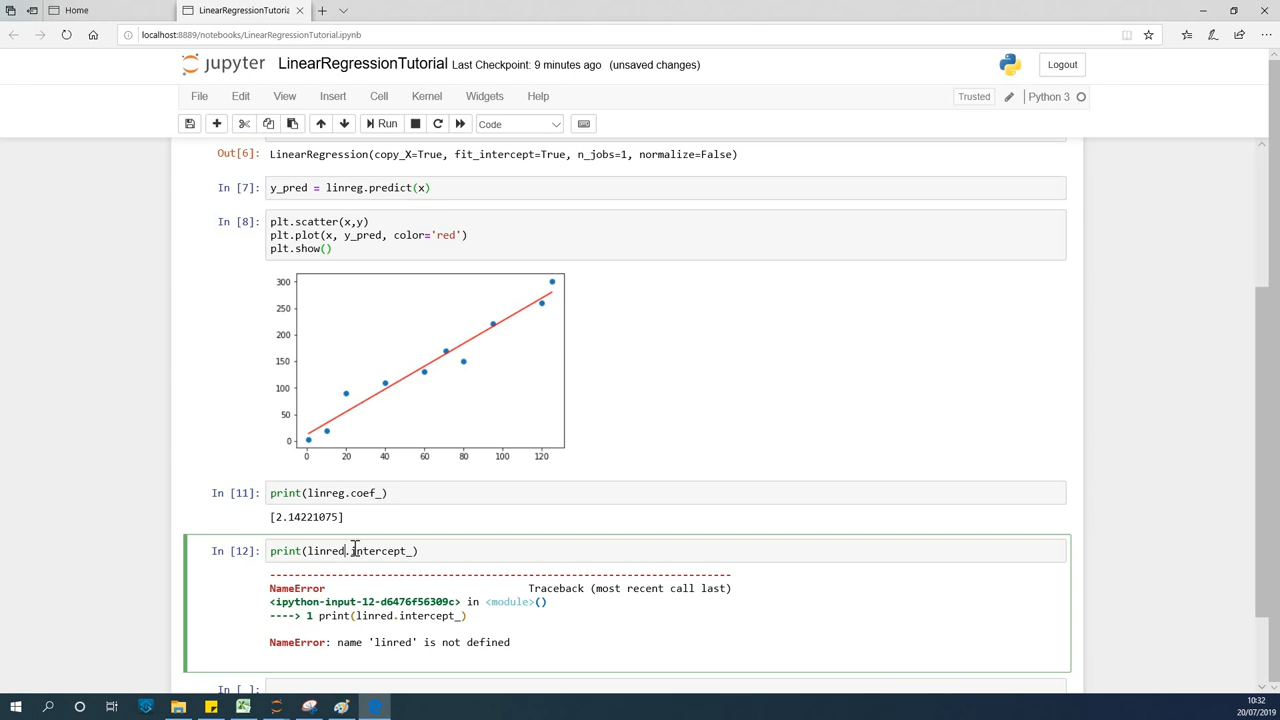 Home
LinearRegressionTutoria
localhost:8889/notebooks/LinearRegressionTutorial.ipynb
jupyter LinearRegressionTutorial Last Checkpoint: 9 minutes ago (unsaved changes)
Logout
File Edit View Insert Cell Kernel Widgets Help
Trusted Python 3
Run Code
Out[6]: LinearRegression(copy_X=True, fit_intercept=True, n_jobs=1, normalize=False)
In [7]: y_pred = linreg.predict(x)
In [8]: plt.scatter(x,y)
plt.plot(x, y_pred, color='red')
plt.show()
300
250
200
150
100
50
0
0 20 40 60 80 100 120
In [11]: print(linreg.coef_)
[2.14221075]
In [12]: print(linred.intercept_)
---------------------------------------------------------------------------
NameError Traceback (most recent call last)
<ipython-input-12-d6476f56309c> in <module>()
----> 1 print(linred.intercept_)
NameError: name 'linred' is not defined
In [ ]:
10:32
20/07/2019